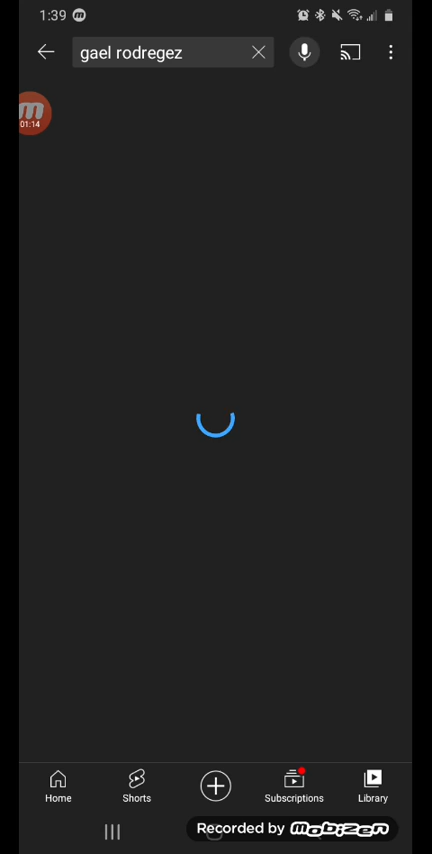 1:39
gael rodregez
m
01:14
Home
Shorts
Subscriptions
Library
Recorded by mobizen